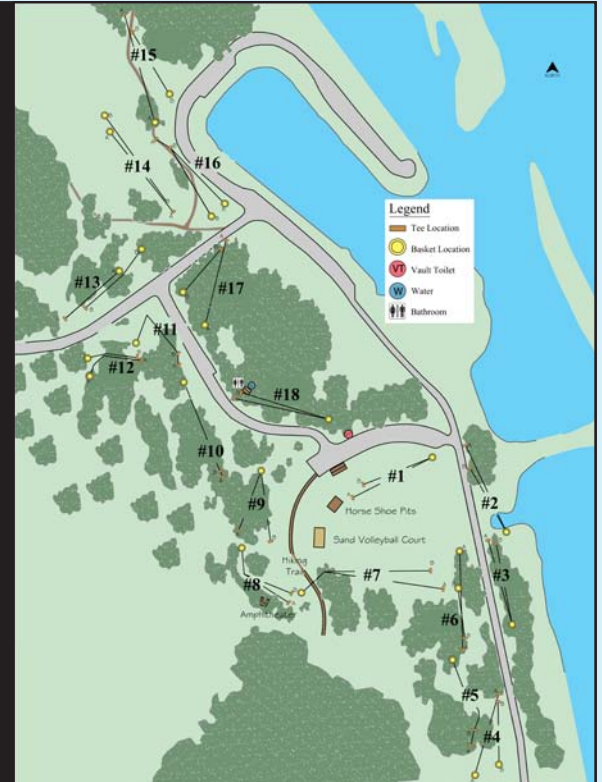 #15
NORTH
#14
#16
Legend
Tee Location
Basket Location
VT Vault Toilet
W Water
Bathroom
#13
#17
#11
#12
#18
#10
#1
#9
#2
Horse Shoe Pits
Sand Volleyball Court
#3
Hiking
Trail
#7
#8
Amphitheater
#6
#5
#4